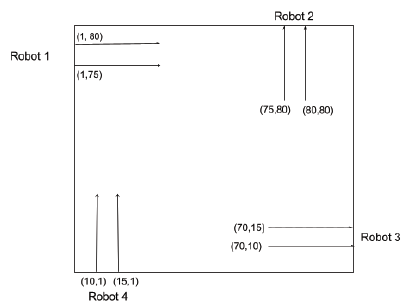 Robot 2
(1, 80)
Robot 1
(1,75)
(75,80) (80,80)
(70,15)
Robot 3
(70,10)
(10,1) (15,1)
Robot 4